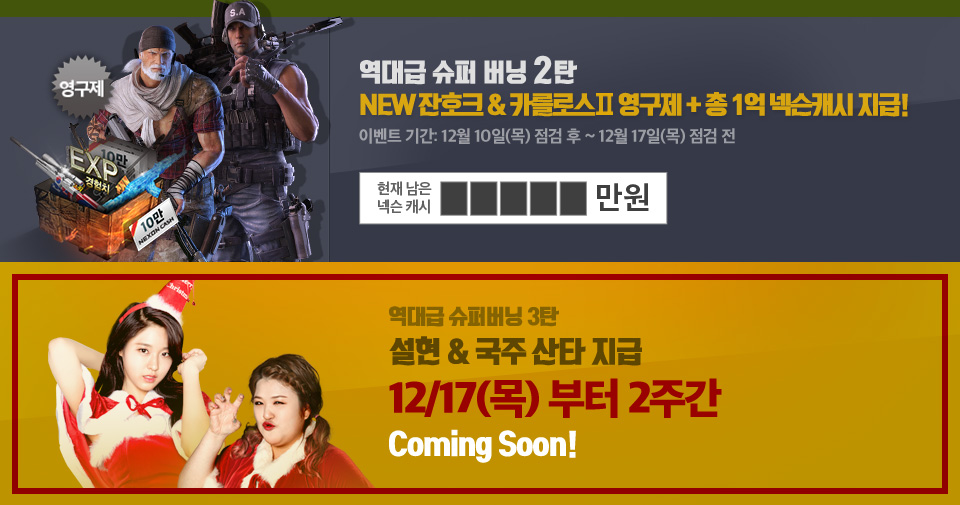 S.A
영구제
역대급 슈퍼 버닝 2탄
NEW 잔호크 & 카를로스Ⅱ 영구제 + 총 1억 넥슨캐시 지급!
이벤트 기간: 12월 10일(목) 점검 후 ~ 12월 17일(목) 점검 전
10만
EXP
경험치
10만
NEXON CASH
현재 남은
넥슨 캐시
만원
Merry
Christmas
역대급 슈퍼버닝 3탄
설현 & 국주 산타 지급
12/17(목) 부터 2주간
Coming Soon!